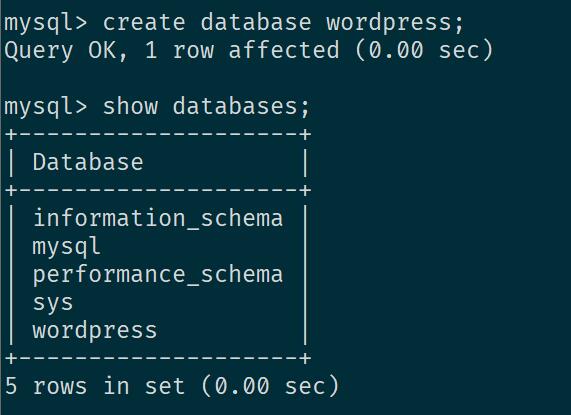 mysql> create database wordpress;
Query OK, 1 row affected (0.00 sec)
mysql> show databases;
+--------------------+
| Database           |
+--------------------+
| information_schema |
| mysql              |
| performance_schema |
| sys                |
| wordpress          |
+--------------------+
5 rows in set (0.00 sec)